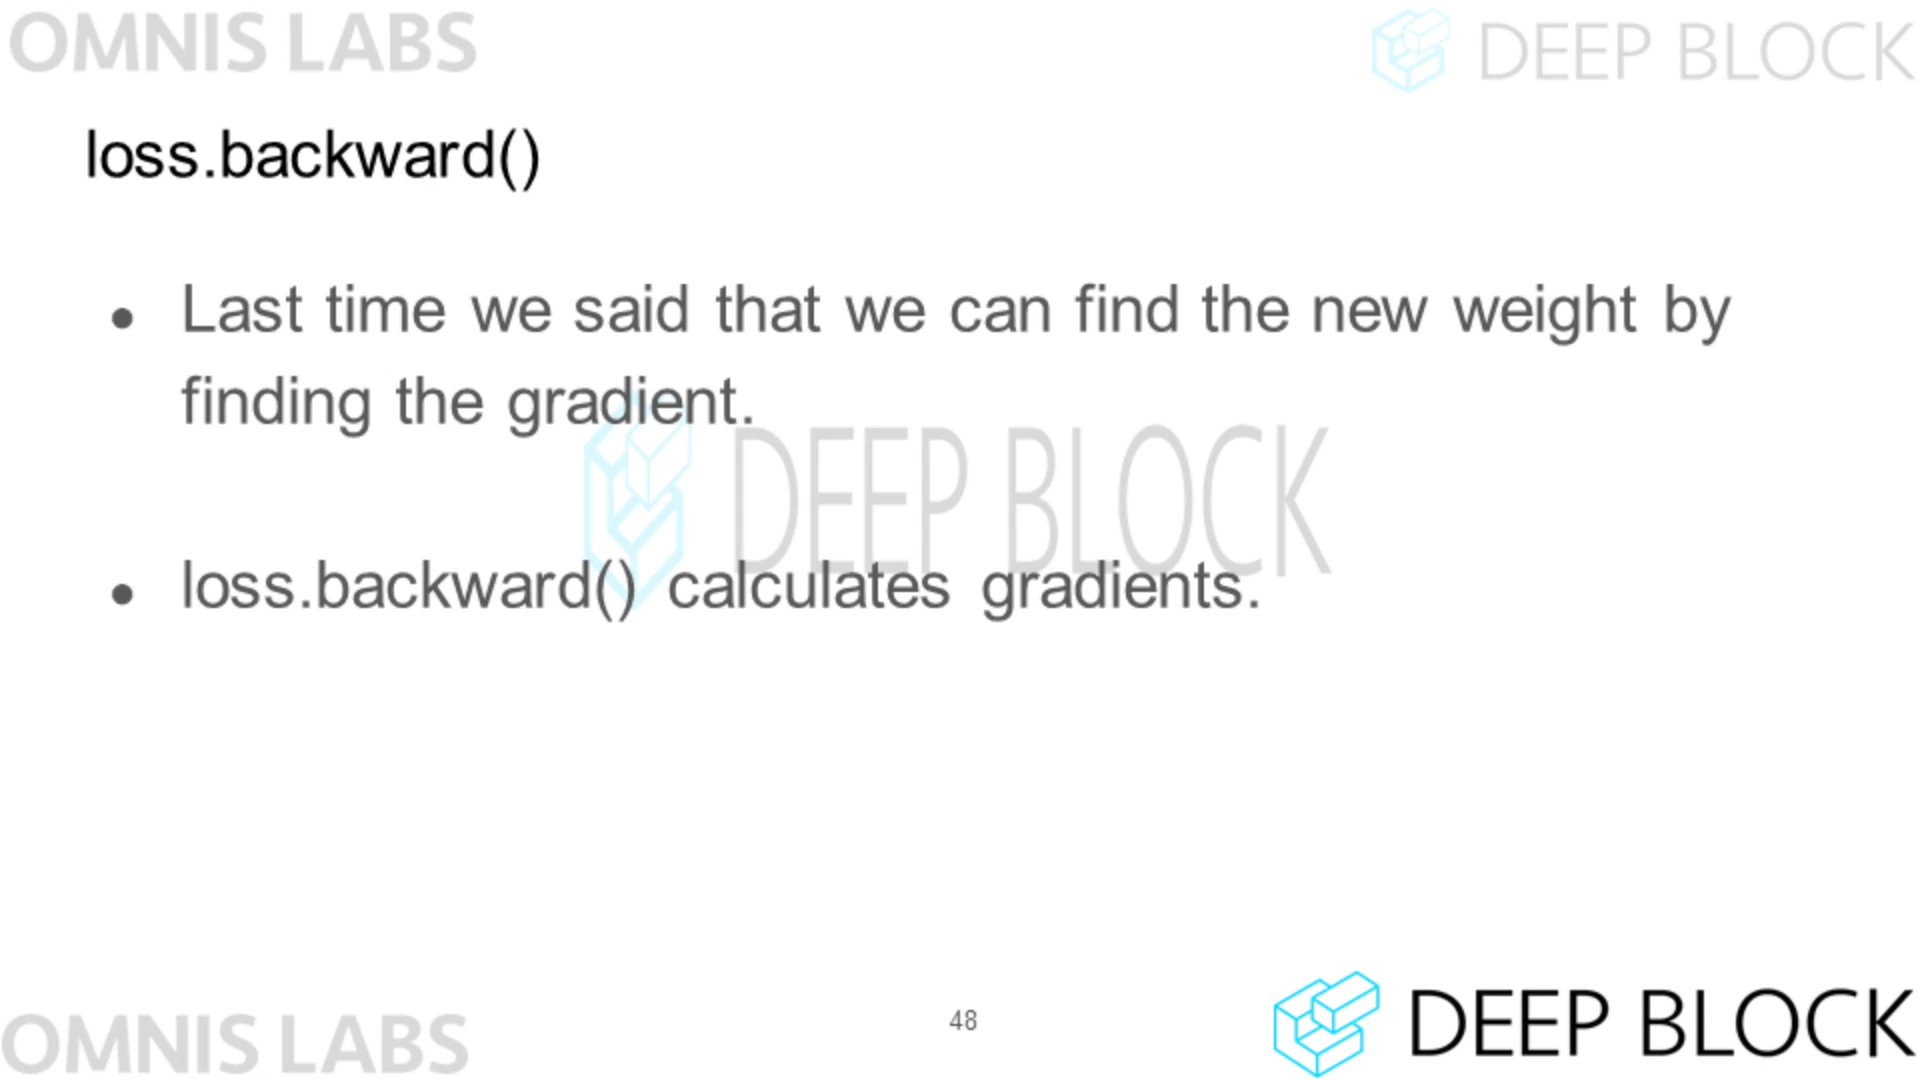 OMNIS LABS
DEEP BLOCK
loss.backward()
● Last time we said that we can find the new weight by
finding the gradient.
DEEP BLOCK
● loss.backward() calculates gradients.
OMNIS LABS
48
DEEP BLOCK